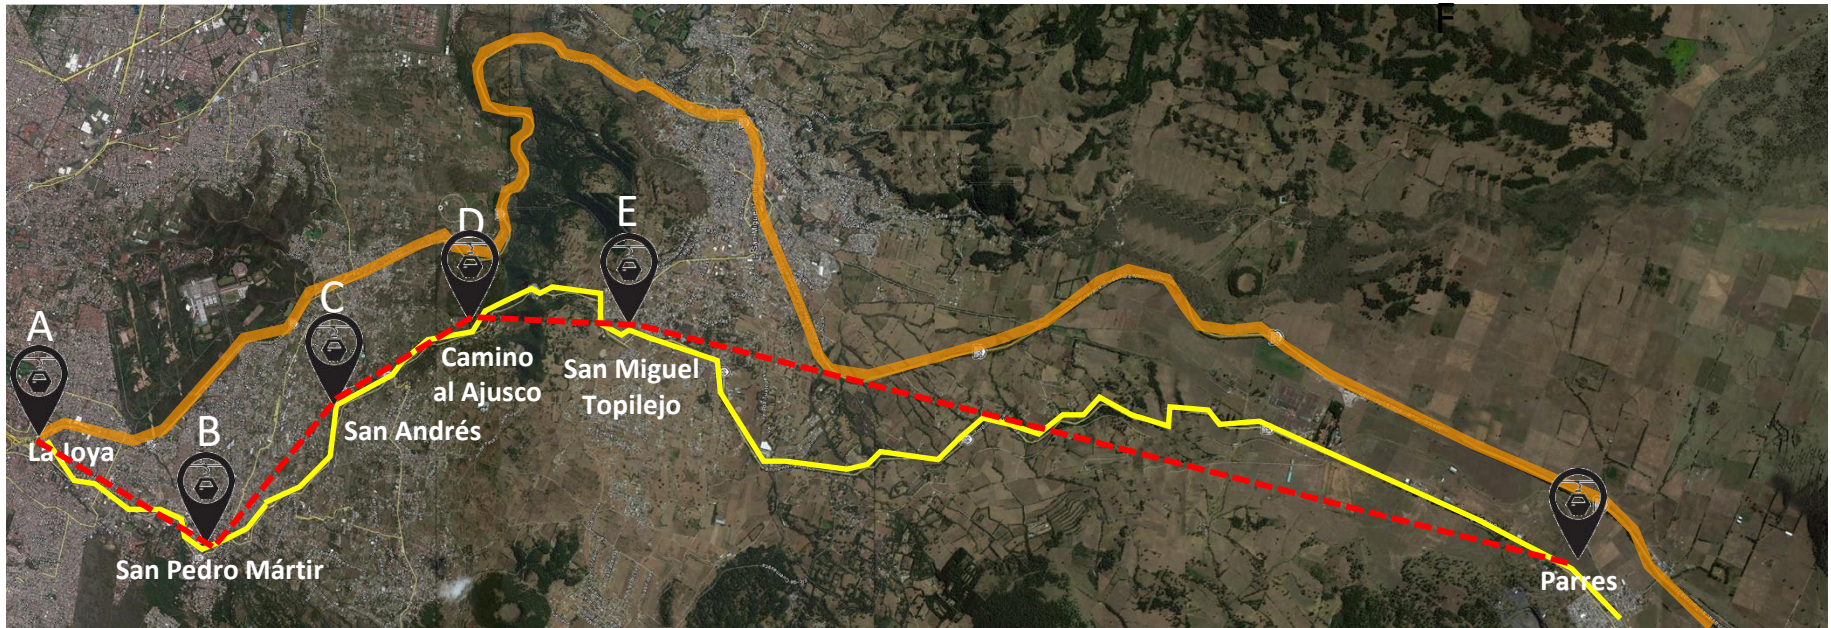 F
D
E
C
A
Camino
al Ajusco
San Miguel
Topilejo
San Andrés
B
La Joya
San Pedro Mártir
Parres